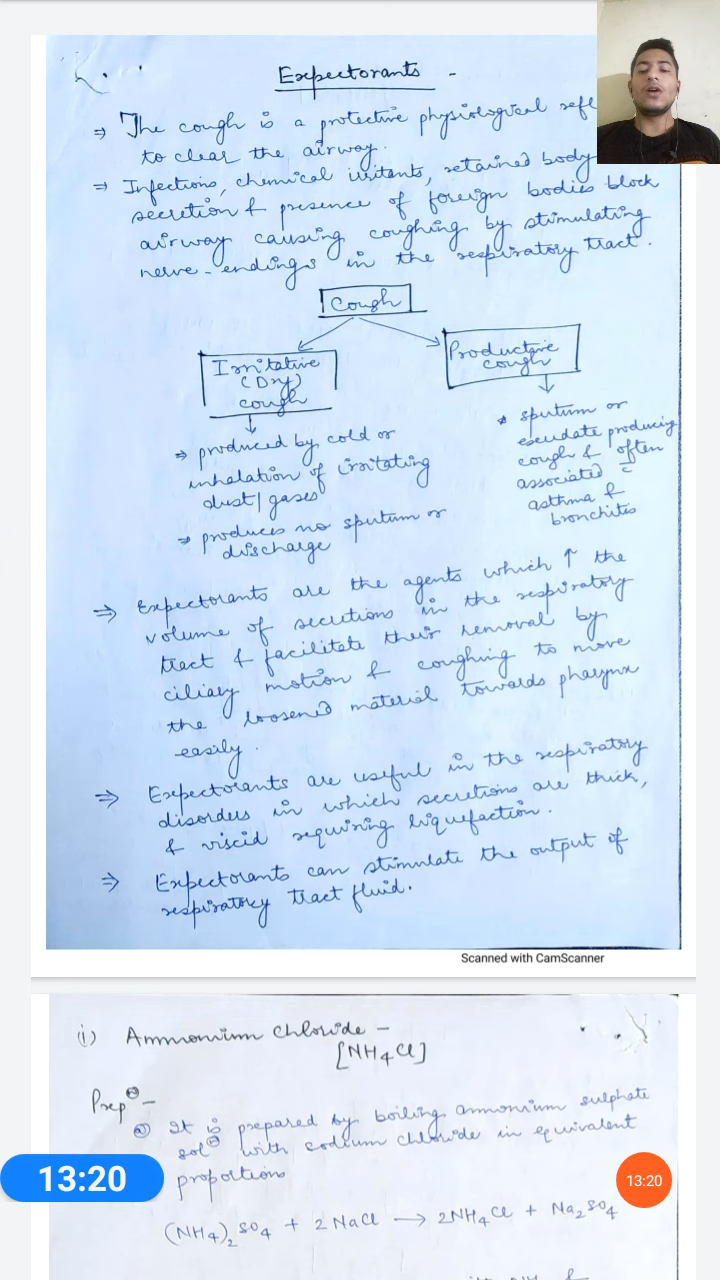 Expectorants -
⇒ The cough is a protective physiological refl
to clear the airway.
⇒ Infections, chemical irritants, retained body
secretion & presence of foreign bodies block
airway causing coughing by stimulating
nerve-endings in the respiratory tract.
Cough
Irritative
(Dry)
cough
Productive
cough
⇒ produced by cold or
inhalation of irritating
dust/gases
⇒ produces no sputum or
discharge
* sputum or
exudate producing
cough & often
associated c̄
asthma &
bronchitis
⇒ Expectorants are the agents which ↑ the
volume of secretions in the respiratory
tract & facilitate their removal by
ciliary motion & coughing to move
the loosened material towards pharynx
easily.
⇒ Expectorants are useful in the respiratory
disorders in which secretions are thick,
& viscid requiring liquefaction.
⇒ Expectorants can stimulate the output of
respiratory tract fluid.
Scanned with CamScanner
(i) Ammonium Chloride -
[NH4Cl]
Prepⁿ -
It is prepared by boiling ammonium sulphate
solⁿ with sodium chloride in equivalent
proportions
(NH4)2SO4 + 2NaCl → 2NH4Cl + Na2SO4
13:20
13:20